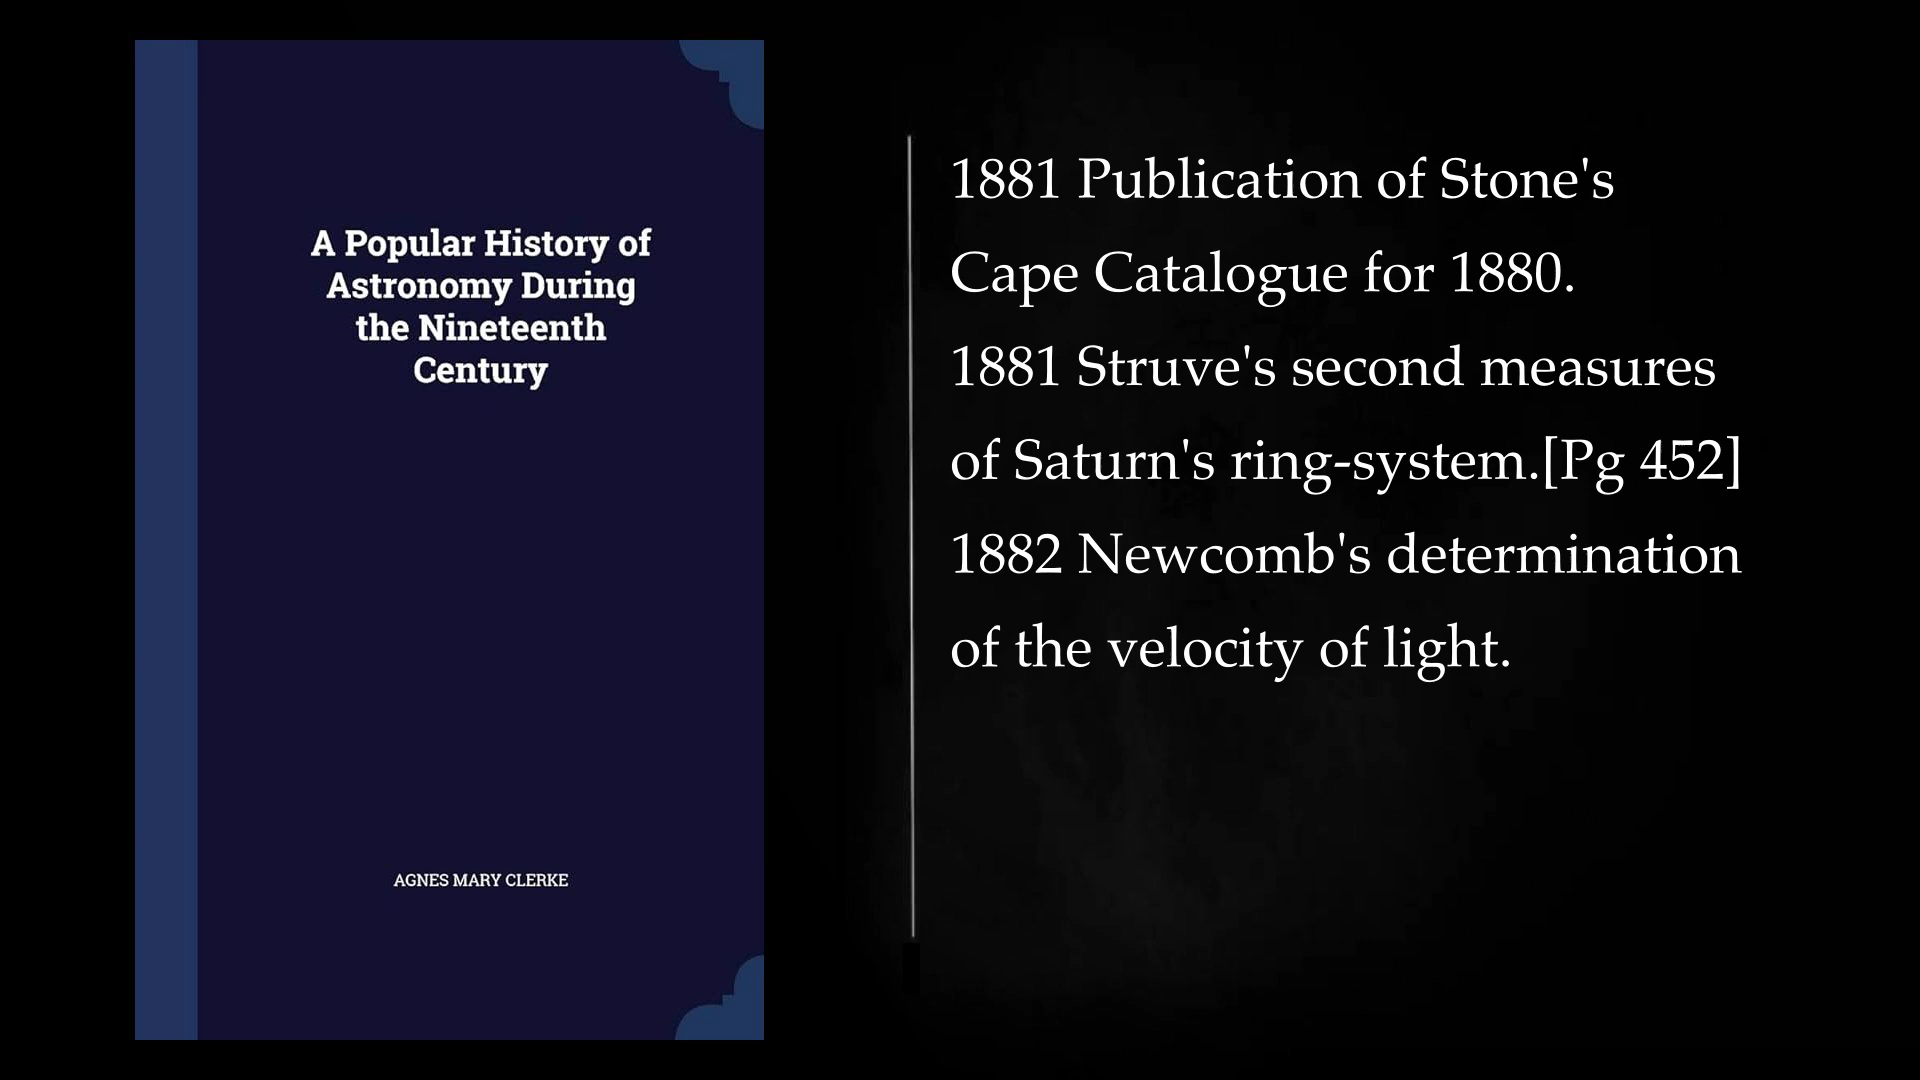 A Popular History of
Astronomy During
the Nineteenth
Century
AGNES MARY CLERKE
1881 Publication of Stone's
Cape Catalogue for 1880.
1881 Struve's second measures
of Saturn's ring-system.[Pg 452]
1882 Newcomb's determination
of the velocity of light.